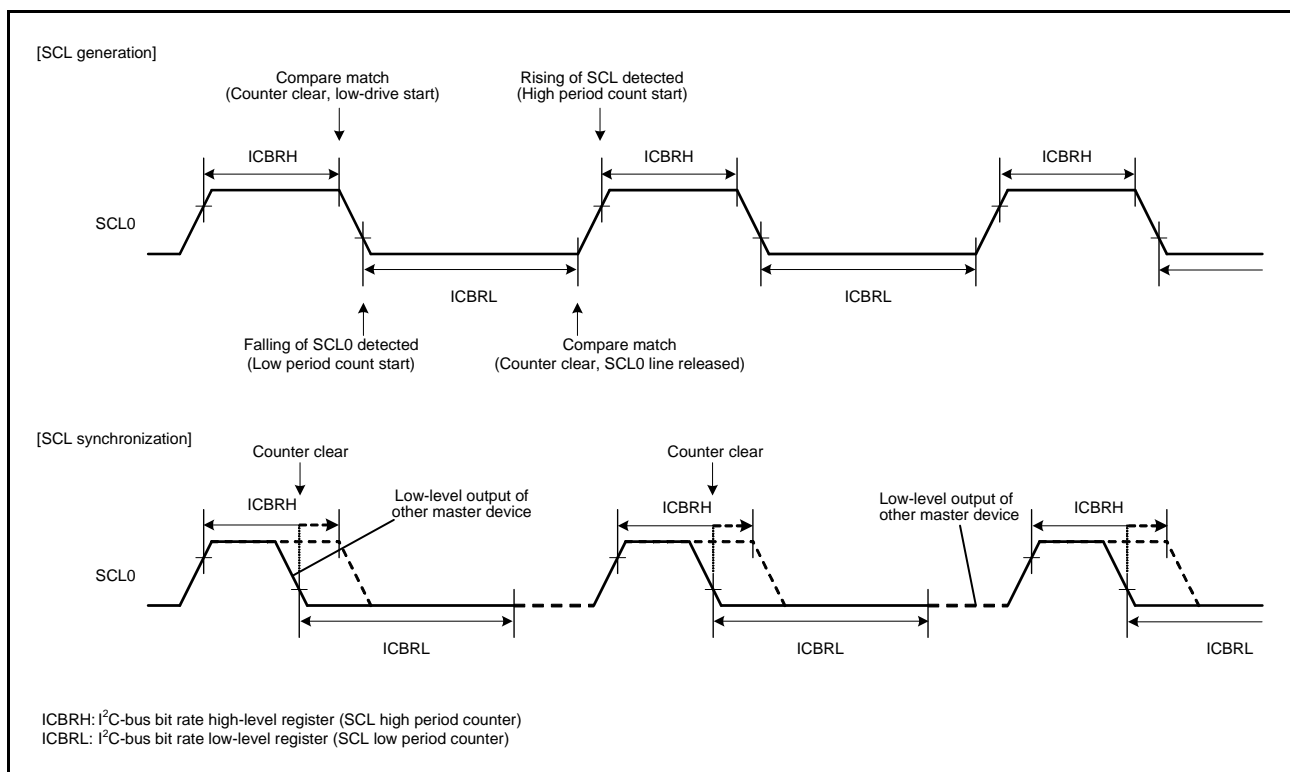 [SCL generation]
Compare match
(Counter clear, low-drive start)
Rising of SCL detected
(High period count start)
ICBRH
ICBRH
ICBRH
SCL0
ICBRL
ICBRL
Falling of SCL0 detected
(Low period count start)
Compare match
(Counter clear, SCL0 line released)
[SCL synchronization]
Counter clear
Counter clear
ICBRH
Low-level output of
other master device
ICBRH
Low-level output of
other master device
ICBRH
SCL0
ICBRL
ICBRL
ICBRL
ICBRH: I²C-bus bit rate high-level register (SCL high period counter)
ICBRL: I²C-bus bit rate low-level register (SCL low period counter)